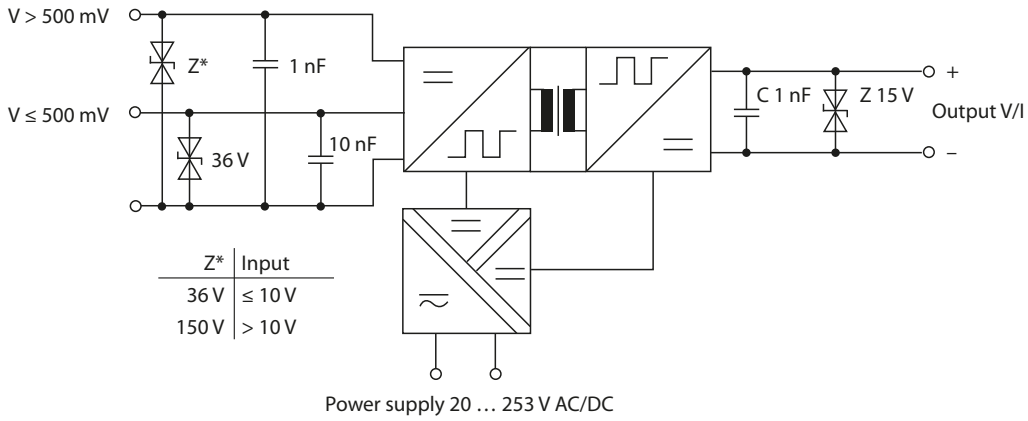 V > 500 mV
Z*
1 nF
V ≤ 500 mV
36 V
10 nF
C 1 nF
Z 15 V
+
Output V/I
–
Z* Input
36 V ≤ 10 V
150 V > 10 V
Power supply 20 … 253 V AC/DC